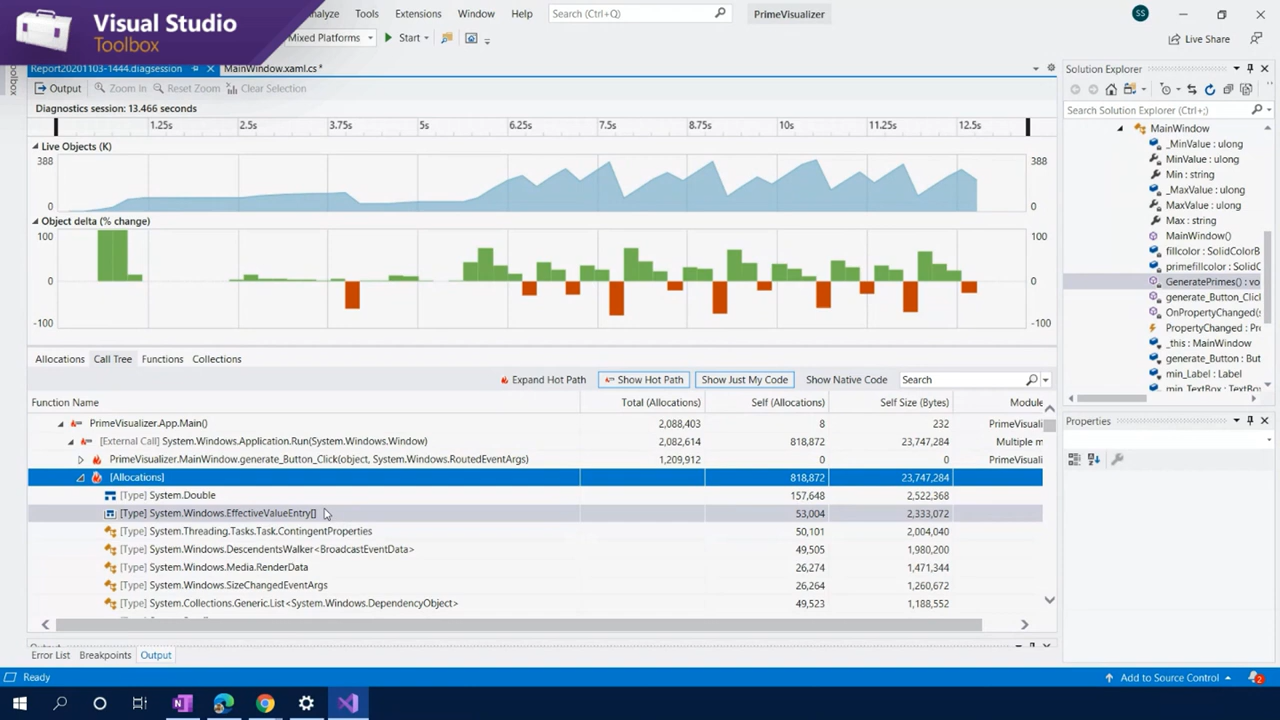 Visual Studio
Toolbox
Analyze Tools Extensions Window Help Search (Ctrl+Q) PrimeVisualizer SS
Mixed Platforms Start Live Share
Toolbox
Report20201103-1444.diagsession MainWindow.xaml.cs*
Output Zoom In Reset Zoom Clear Selection
Diagnostics session: 13.466 seconds
1.25s 2.5s 3.75s 5s 6.25s 7.5s 8.75s 10s 11.25s 12.5s
Live Objects (K)
388 388
0 0
Object delta (% change)
100 100
0 0
-100 -100
Allocations Call Tree Functions Collections
Expand Hot Path Show Hot Path Show Just My Code Show Native Code Search
Function Name Total (Allocations) Self (Allocations) Self Size (Bytes) Module
PrimeVisualizer.App.Main() 2,088,403 8 232 PrimeVisualiz
[External Call] System.Windows.Application.Run(System.Windows.Window) 2,082,614 818,872 23,747,284 Multiple m
PrimeVisualizer.MainWindow.generate_Button_Click(object, System.Windows.RoutedEventArgs) 1,209,912 0 0 PrimeVisualiz
[Allocations] 818,872 23,747,284
[Type] System.Double 157,648 2,522,368
[Type] System.Windows.EffectiveValueEntry[] 53,004 2,333,072
[Type] System.Threading.Tasks.Task.ContingentProperties 50,101 2,004,040
[Type] System.Windows.DescendentsWalker<BroadcastEventData> 49,505 1,980,200
[Type] System.Windows.Media.RenderData 26,274 1,471,344
[Type] System.Windows.SizeChangedEventArgs 26,264 1,260,672
[Type] System.Collections.Generic.List<System.Windows.DependencyObject> 49,523 1,188,552
Solution Explorer
Search Solution Explorer (Ctrl+;)
MainWindow
_MinValue : ulong
MinValue : ulong
Min : string
_MaxValue : ulong
MaxValue : ulong
Max : string
MainWindow()
fillcolor : SolidColorB
primefillcolor : SolidC
GeneratePrimes() : vo
generate_Button_Click
OnPropertyChanged(s
PropertyChanged : Pr
_this : MainWindow
generate_Button : But
min_Label : Label
min_TextBox : TextBox
Properties
Output
Error List Breakpoints Output
Ready Add to Source Control 2